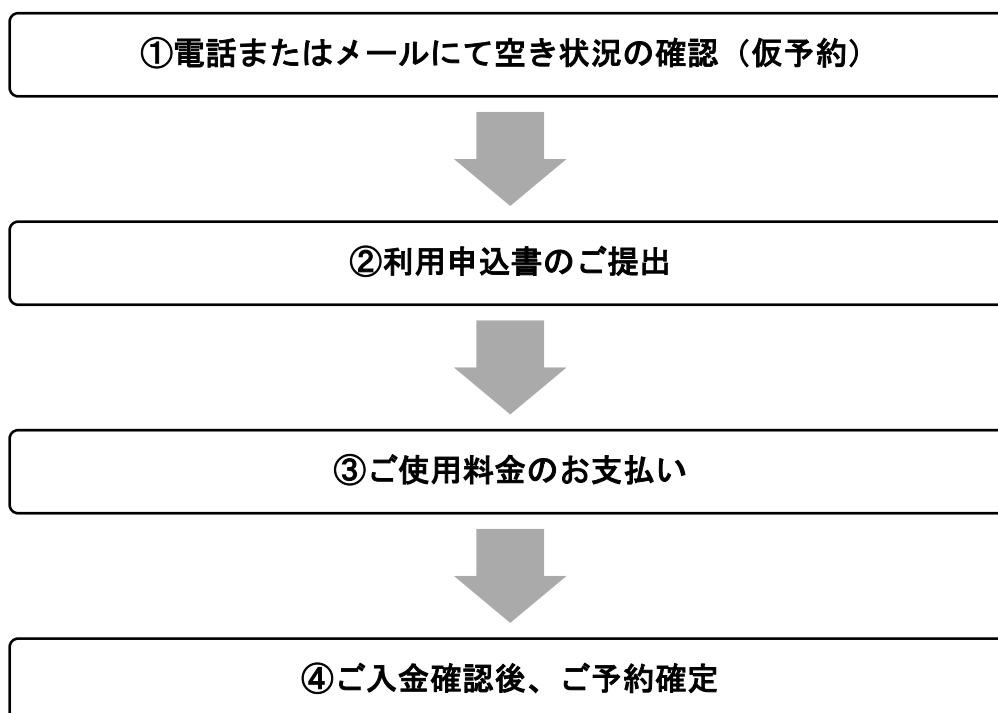 ①電話またはメールにて空き状況の確認（仮予約）
②利用申込書のご提出
③ご使用料金のお支払い
④ご入金確認後、ご予約確定